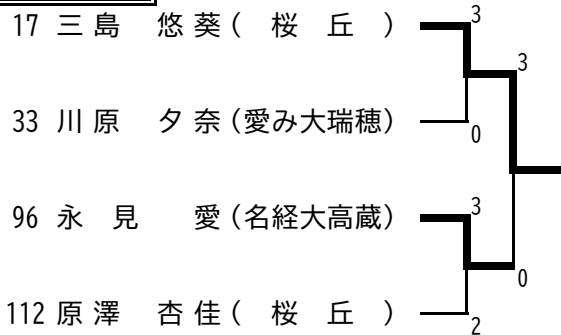 17 三島 悠葵(桜丘) 3
3
33 川原 夕奈(愛み大瑞穂) 0
96 永見 愛(名経大高蔵) 3
0
112 原澤 杏佳(桜丘) 2